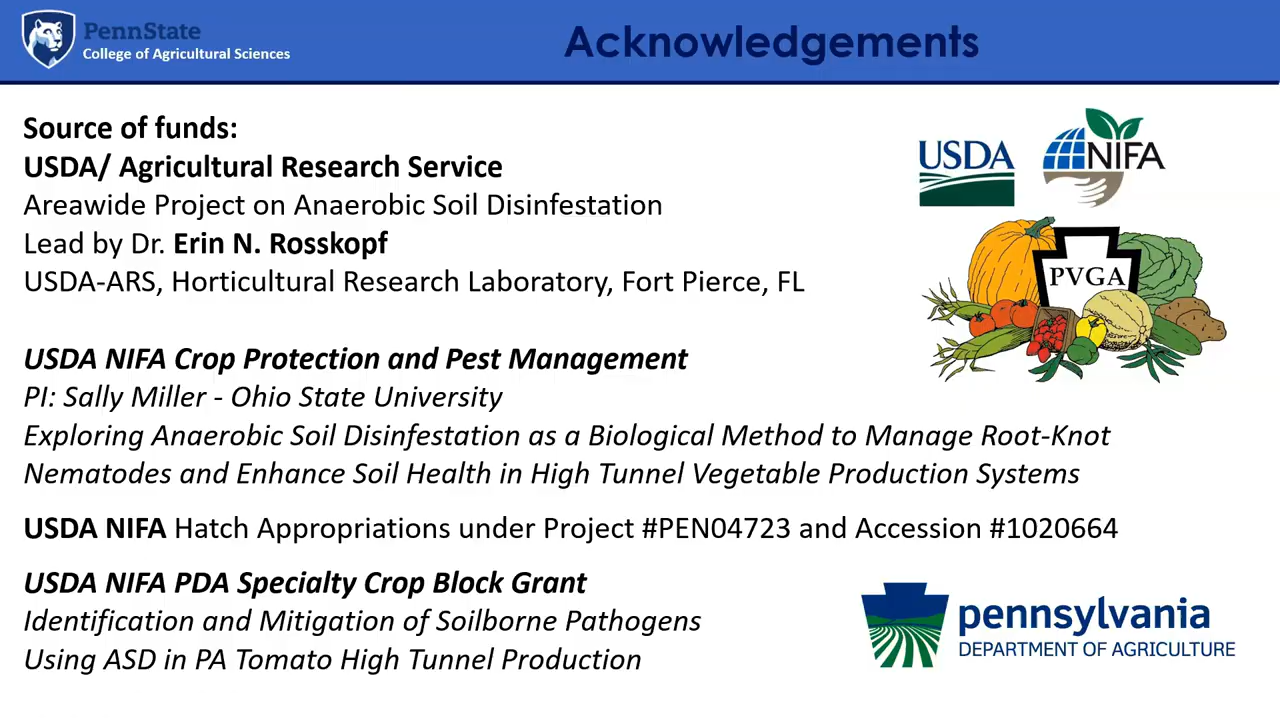 PennState
College of Agricultural Sciences
Acknowledgements
Source of funds:
USDA/ Agricultural Research Service
Areawide Project on Anaerobic Soil Disinfestation
Lead by Dr. Erin N. Rosskopf
USDA-ARS, Horticultural Research Laboratory, Fort Pierce, FL
USDA
NIFA
PVGA
USDA NIFA Crop Protection and Pest Management
PI: Sally Miller - Ohio State University
Exploring Anaerobic Soil Disinfestation as a Biological Method to Manage Root-Knot
Nematodes and Enhance Soil Health in High Tunnel Vegetable Production Systems
USDA NIFA Hatch Appropriations under Project #PEN04723 and Accession #1020664
USDA NIFA PDA Specialty Crop Block Grant
Identification and Mitigation of Soilborne Pathogens
Using ASD in PA Tomato High Tunnel Production
pennsylvania
DEPARTMENT OF AGRICULTURE